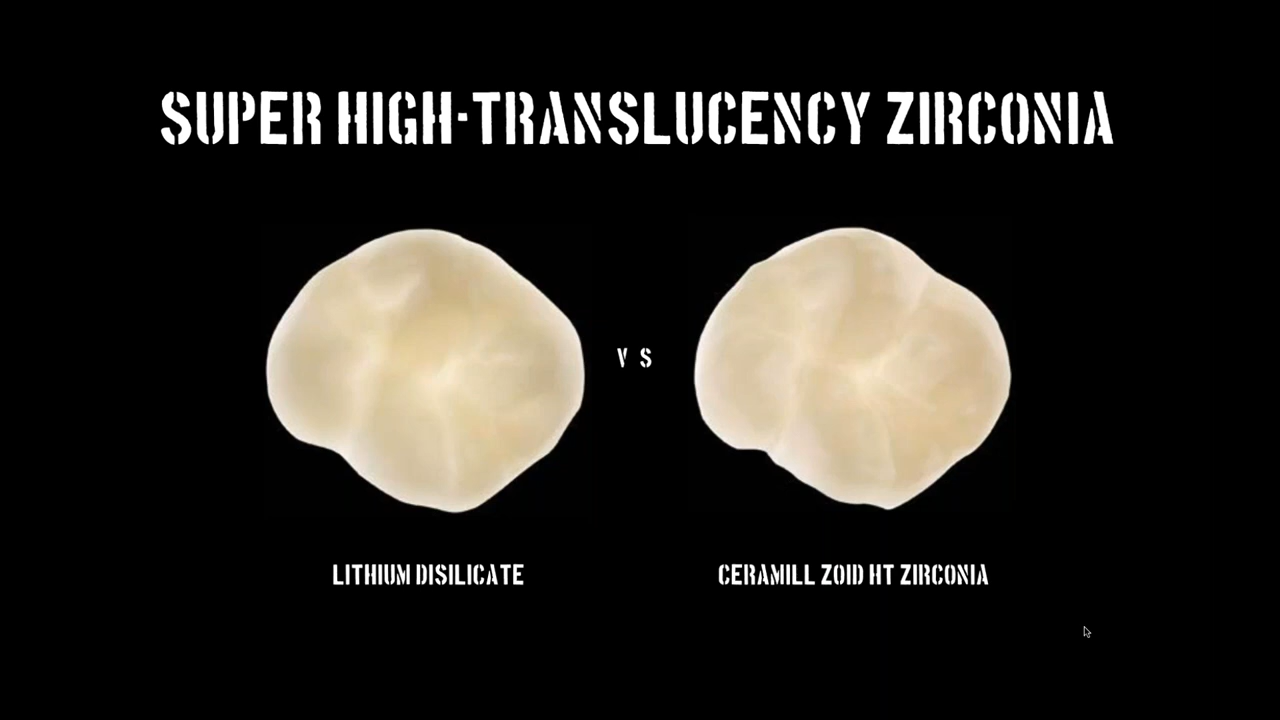 SUPER HIGH-TRANSLUCENCY ZIRCONIA
VS
LITHIUM DISILICATE
CERAMILL ZOID HT ZIRCONIA